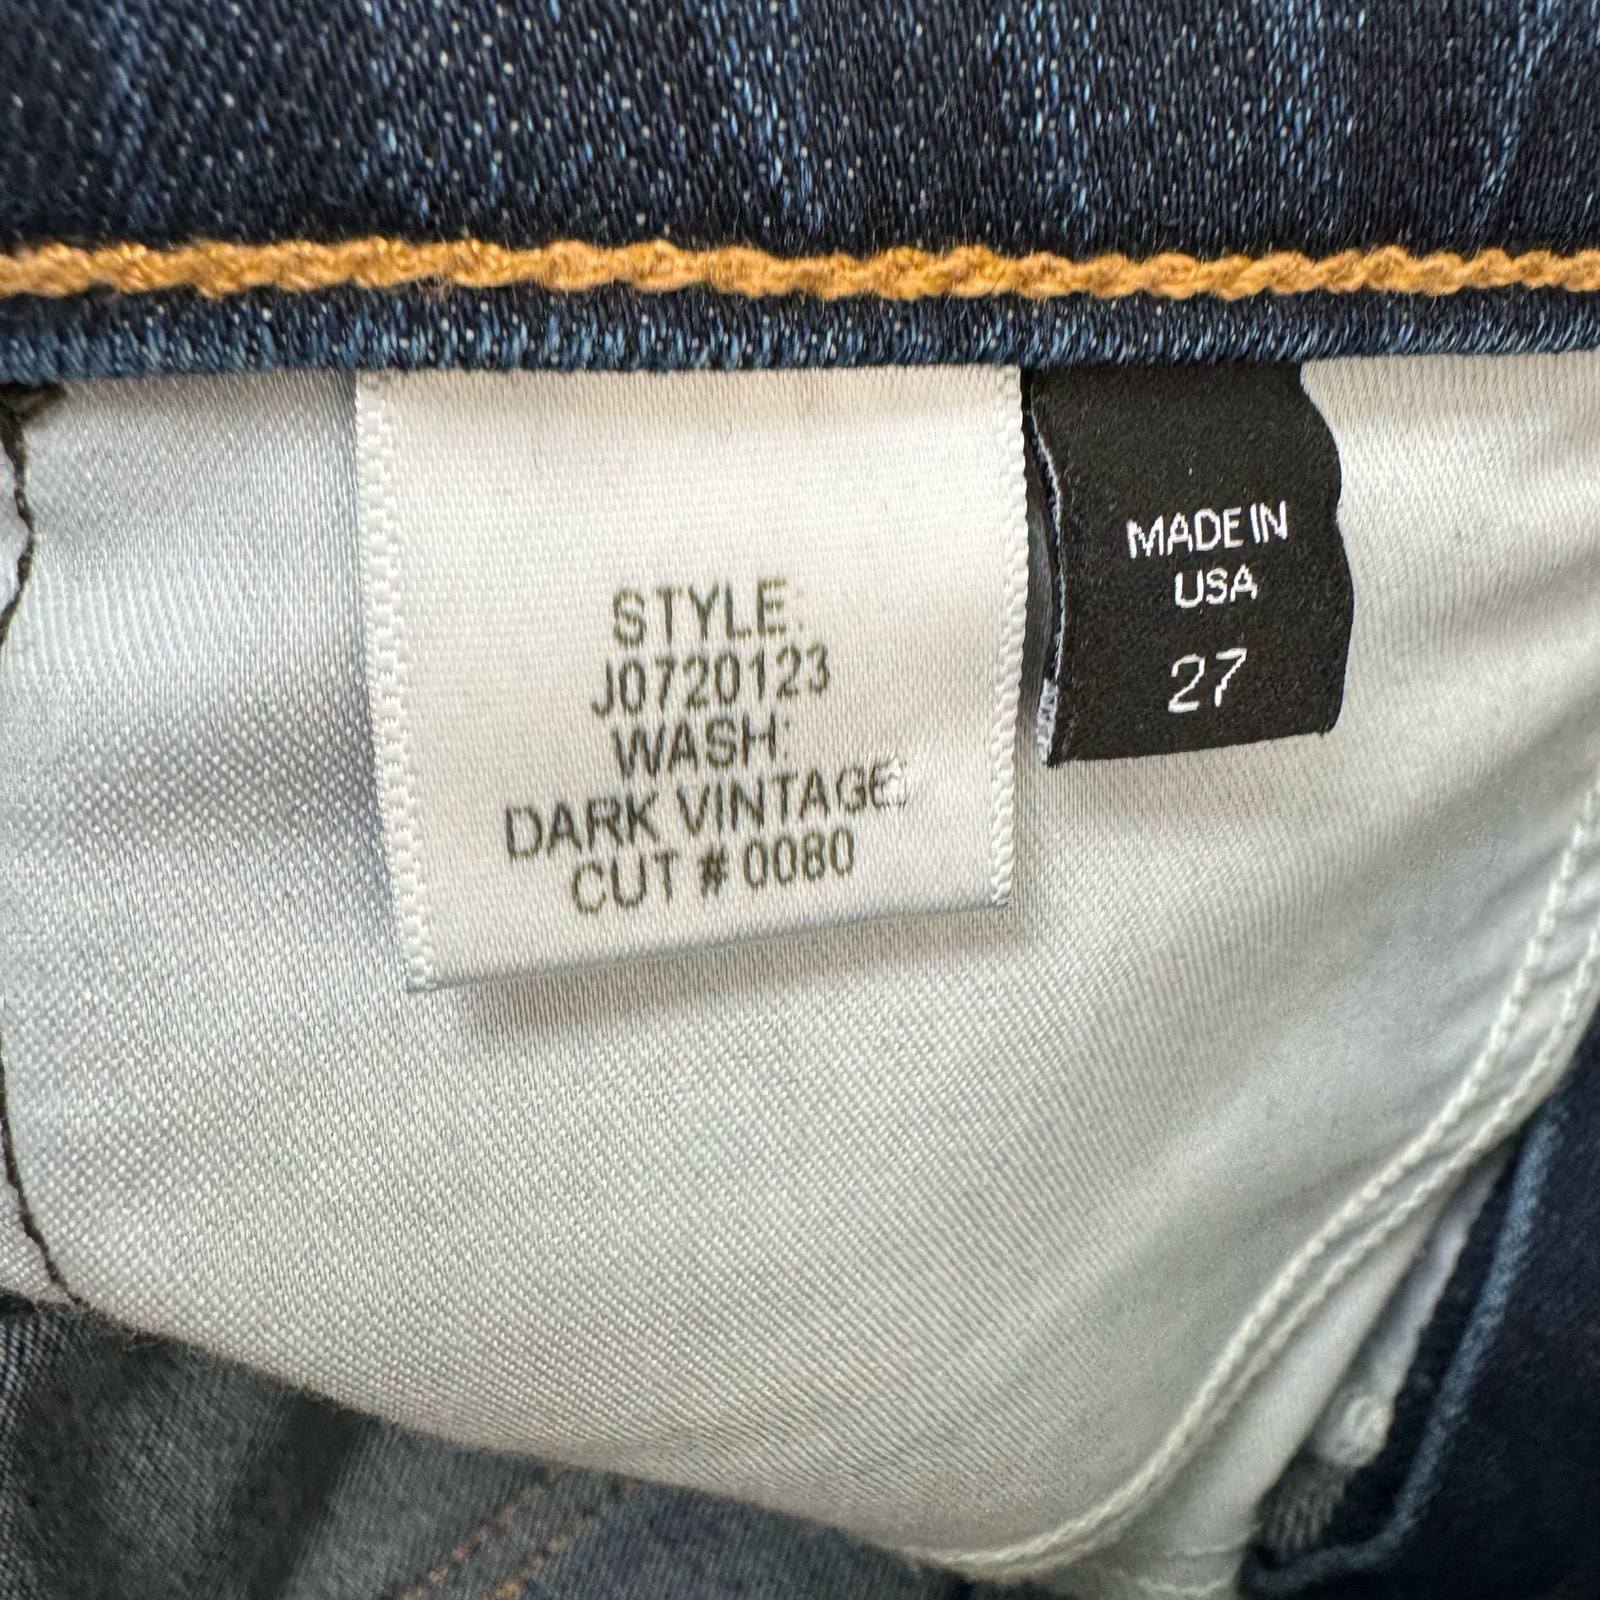 STYLE:
J0720123
WASH:
DARK VINTAGE
CUT # 0080
MADE IN
USA
27